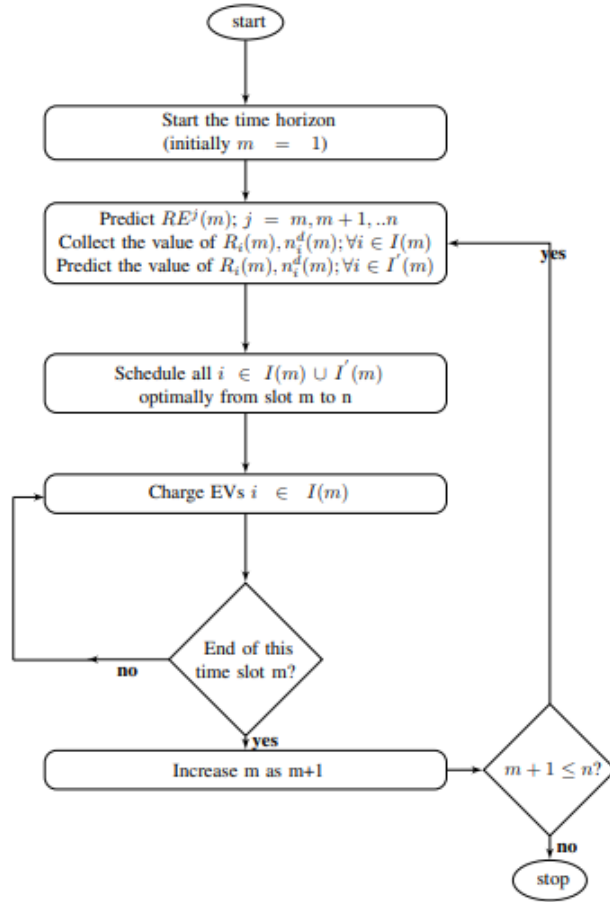 start
Start the time horizon
(initially m = 1)
Predict RE^j(m); j = m, m + 1, ..n
Collect the value of R_i(m), n_i^d(m); ∀i ∈ I(m)
Predict the value of R_i(m), n_i^d(m); ∀i ∈ I′(m)
yes
Schedule all i ∈ I(m) ∪ I′(m)
optimally from slot m to n
Charge EVs i ∈ I(m)
End of this
time slot m?
no
yes
Increase m as m+1
m + 1 ≤ n?
no
stop